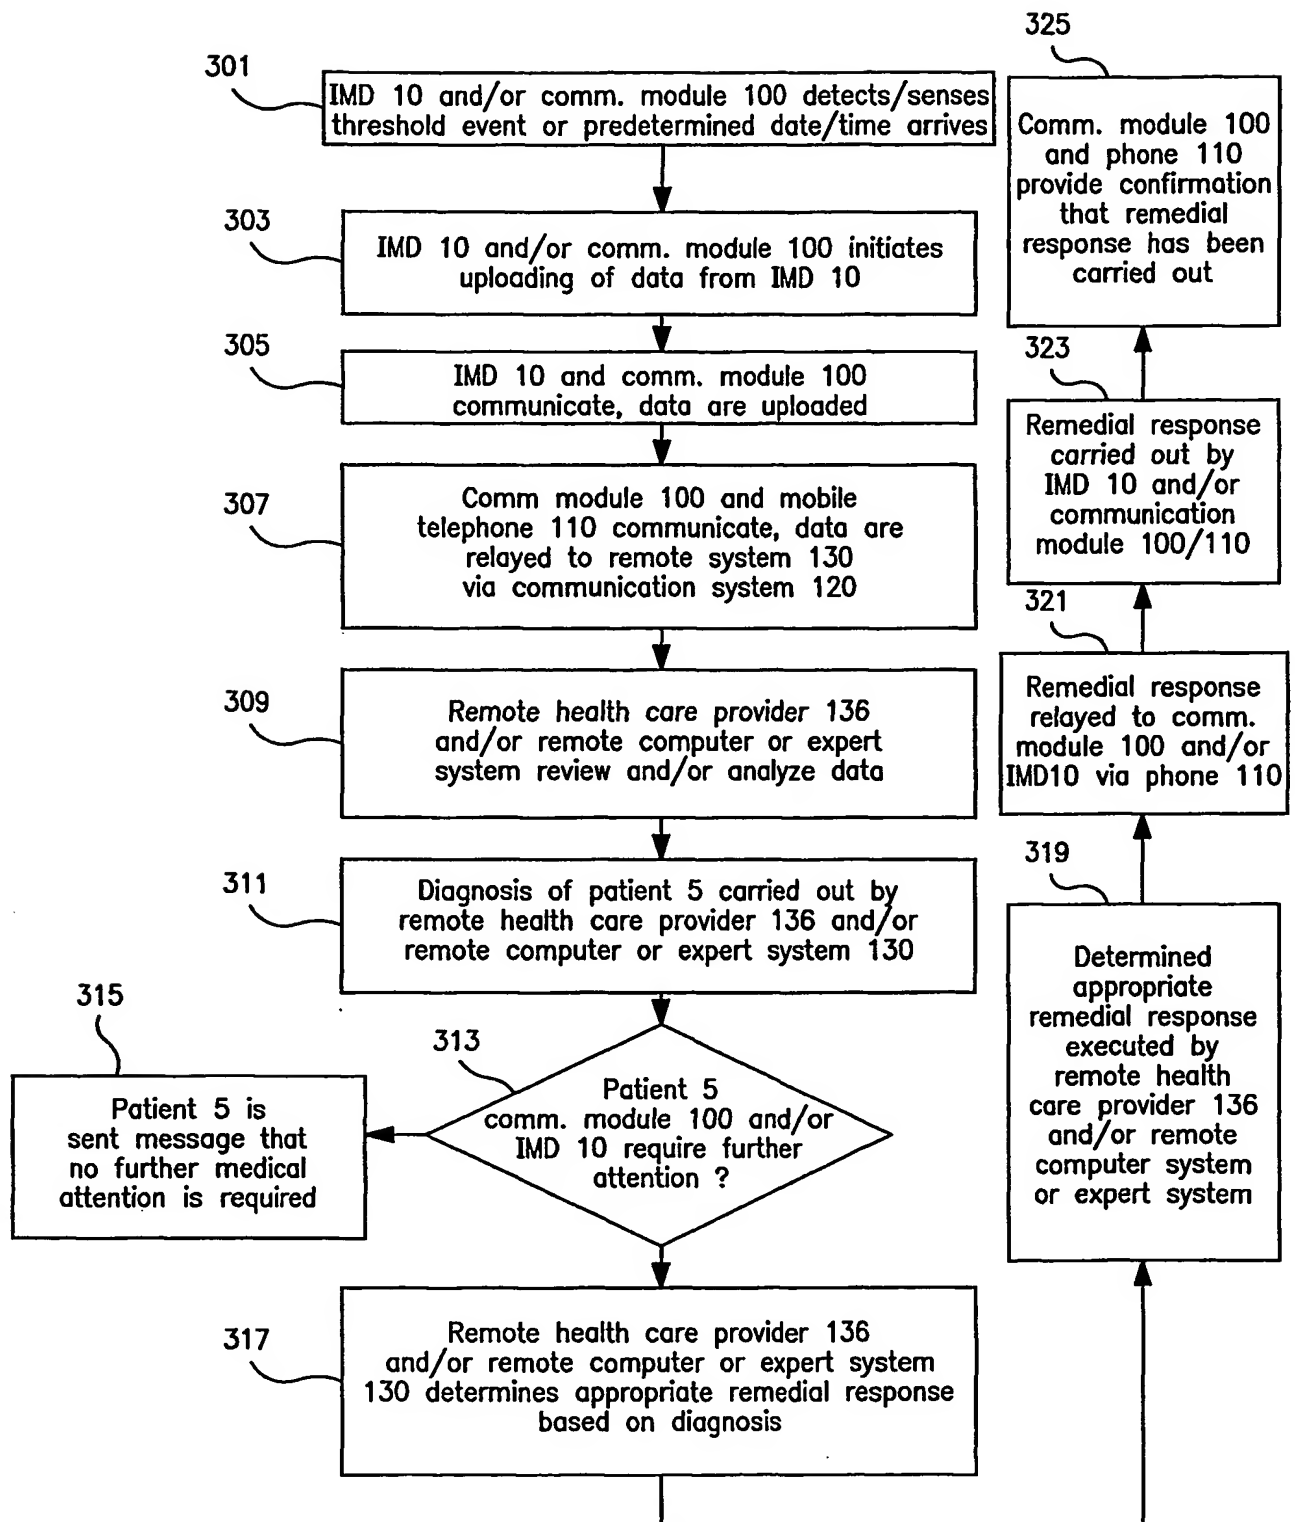 301
IMD 10 and/or comm. module 100 detects/senses
threshold event or predetermined date/time arrives
303
IMD 10 and/or comm. module 100 initiates
uploading of data from IMD 10
305
IMD 10 and comm. module 100
communicate, data are uploaded
307
Comm module 100 and mobile
telephone 110 communicate, data are
relayed to remote system 130
via communication system 120
309
Remote health care provider 136
and/or remote computer or expert
system review and/or analyze data
311
Diagnosis of patient 5 carried out by
remote health care provider 136 and/or
remote computer or expert system 130
313
Patient 5
comm. module 100 and/or
IMD 10 require further
attention ?
315
Patient 5 is
sent message that
no further medical
attention is required
317
Remote health care provider 136
and/or remote computer or expert system
130 determines appropriate remedial response
based on diagnosis
319
Determined
appropriate
remedial response
executed by
remote health
care provider 136
and/or remote
computer system
or expert system
321
Remedial response
relayed to comm.
module 100 and/or
IMD10 via phone 110
323
Remedial response
carried out by
IMD 10 and/or
communication
module 100/110
325
Comm. module 100
and phone 110
provide confirmation
that remedial
response has been
carried out